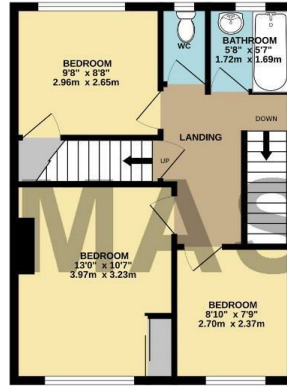 BEDROOM
9'8" x 8'8"
2.96m x 2.65m
WC
BATHROOM
5'8" x 5'7"
1.72m x 1.69m
LANDING
DOWN
UP
BEDROOM
13'0" x 10'7"
3.97m x 3.23m
MAS
BEDROOM
8'10" x 7'9"
2.70m x 2.37m